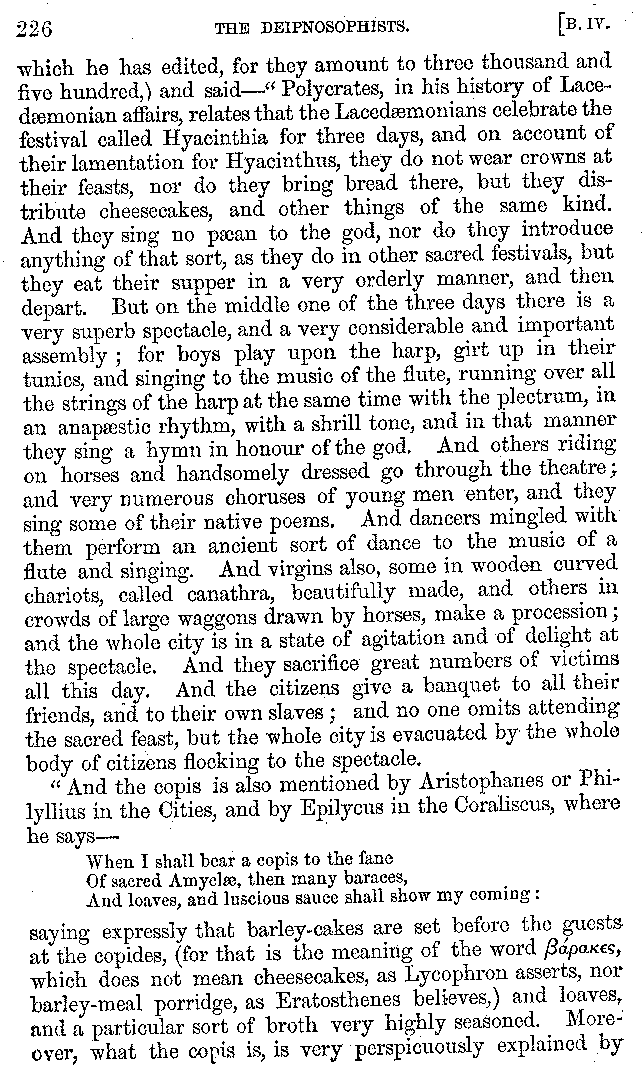 226 THE DEIPNOSOPHISTS. [B. IV.
which he has edited, for they amount to three thousand and
five hundred,) and said—“ Polycrates, in his history of Lace-
dæmonian affairs, relates that the Lacedæmonians celebrate the
festival called Hyacinthia for three days, and on account of
their lamentation for Hyacinthus, they do not wear crowns at
their feasts, nor do they bring bread there, but they dis-
tribute cheesecakes, and other things of the same kind.
And they sing no pæan to the god, nor do they introduce
anything of that sort, as they do in other sacred festivals, but
they eat their supper in a very orderly manner, and then
depart. But on the middle one of the three days there is a
very superb spectacle, and a very considerable and important
assembly ; for boys play upon the harp, girt up in their
tunics, and singing to the music of the flute, running over all
the strings of the harp at the same time with the plectrum, in
an anapæstic rhythm, with a shrill tone, and in that manner
they sing a hymn in honour of the god. And others riding
on horses and handsomely dressed go through the theatre ;
and very numerous choruses of young men enter, and they
sing some of their native poems. And dancers mingled with
them perform an ancient sort of dance to the music of a
flute and singing. And virgins also, some in wooden curved
chariots, called canathra, beautifully made, and others in
crowds of large waggons drawn by horses, make a procession ;
and the whole city is in a state of agitation and of delight at
the spectacle. And they sacrifice great numbers of victims
all this day. And the citizens give a banquet to all their
friends, and to their own slaves ; and no one omits attending
the sacred feast, but the whole city is evacuated by the whole
body of citizens flocking to the spectacle.
“ And the copis is also mentioned by Aristophanes or Phi-
lyllius in the Cities, and by Epilycus in the Coraliscus, where
he says—
When I shall bear a copis to the fane
Of sacred Amyclæ, then many baraces,
And loaves, and luscious sauce shall show my coming :
saying expressly that barley-cakes are set before the guests
at the copides, (for that is the meaning of the word βάρακες,
which does not mean cheesecakes, as Lycophron asserts, nor
barley-meal porridge, as Eratosthenes believes,) and loaves,
and a particular sort of broth very highly seasoned. More-
over, what the copis is, is very perspicuously explained by